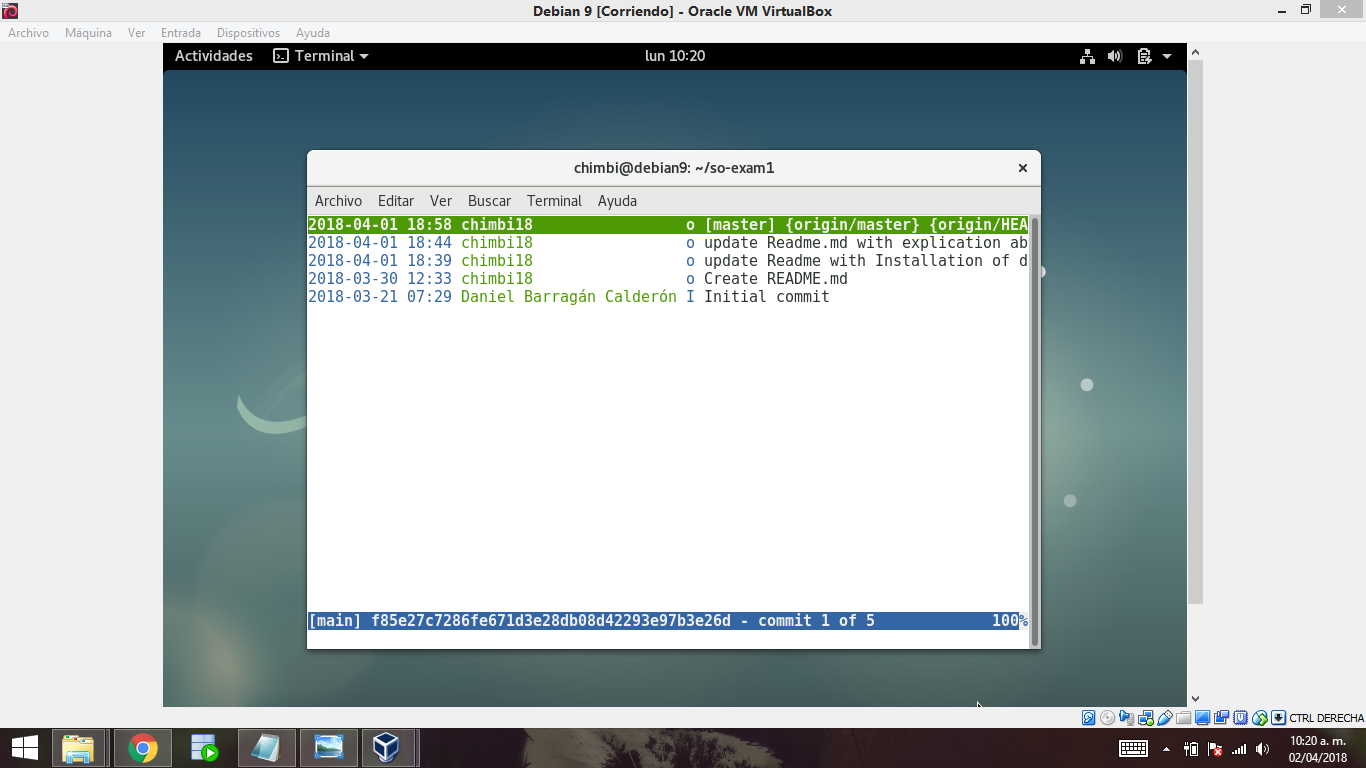 Debian 9 [Corriendo] - Oracle VM VirtualBox
Archivo Máquina Ver Entrada Dispositivos Ayuda
Actividades Terminal lun 10:20
chimbi@debian9: ~/so-exam1
Archivo Editar Ver Buscar Terminal Ayuda
2018-04-01 18:58 chimbi18 o [master] {origin/master} {origin/HEA
2018-04-01 18:44 chimbi18 o update Readme.md with explication ab
2018-04-01 18:39 chimbi18 o update Readme with Installation of d
2018-03-30 12:33 chimbi18 o Create README.md
2018-03-21 07:29 Daniel Barragán Calderón I Initial commit
[main] f85e27c7286fe671d3e28db08d42293e97b3e26d - commit 1 of 5 100%
CTRL DERECHA
10:20 a. m.
02/04/2018